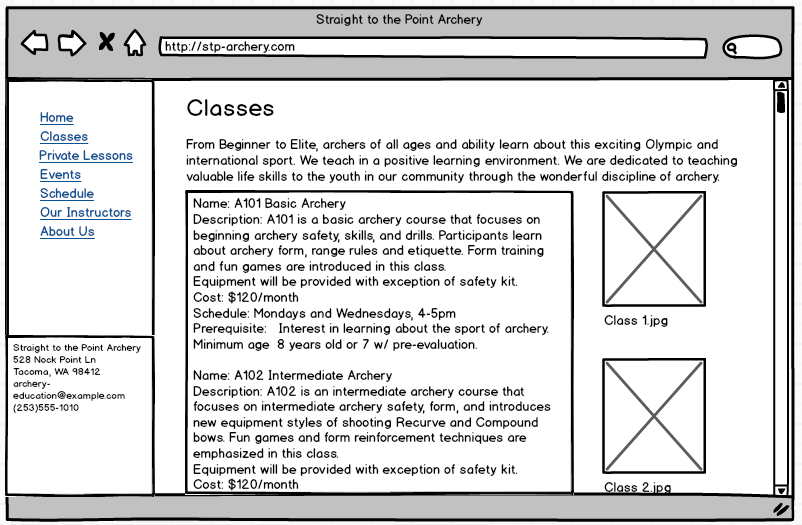 Straight to the Point Archery
http://stp-archery.com
Home
Classes
Private Lessons
Events
Schedule
Our Instructors
About Us
Straight to the Point Archery
528 Nock Point Ln
Tacoma, WA 98412
archery-
education@example.com
(253)555-1010
Classes
From Beginner to Elite, archers of all ages and ability learn about this exciting Olympic and
international sport. We teach in a positive learning environment. We are dedicated to teaching
valuable life skills to the youth in our community through the wonderful discipline of archery.
Name: A101 Basic Archery
Description: A101 is a basic archery course that focuses on
beginning archery safety, skills, and drills. Participants learn
about archery form, range rules and etiquette. Form training
and fun games are introduced in this class.
Equipment will be provided with exception of safety kit.
Cost: $120/month
Schedule: Mondays and Wednesdays, 4-5pm
Prerequisite: Interest in learning about the sport of archery.
Minimum age 8 years old or 7 w/ pre-evaluation.
Name: A102 Intermediate Archery
Description: A102 is an intermediate archery course that
focuses on intermediate archery safety, form, and introduces
new equipment styles of shooting Recurve and Compound
bows. Fun games and form reinforcement techniques are
emphasized in this class.
Equipment will be provided with exception of safety kit.
Cost: $120/month
Class 1.jpg
Class 2.jpg